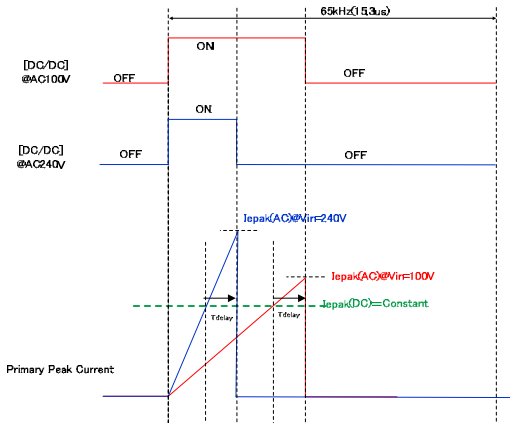 65kHz(15.3us)
ON
[DC/DC]
@AC100V
OFF
OFF
ON
[DC/DC]
@AC240V
OFF
OFF
Iepak(AC)@Vin=240V
Iepak(AC)@Vin=100V
Iepak(DC)=Constant
Tdelay
Tdelay
Primary Peak Current